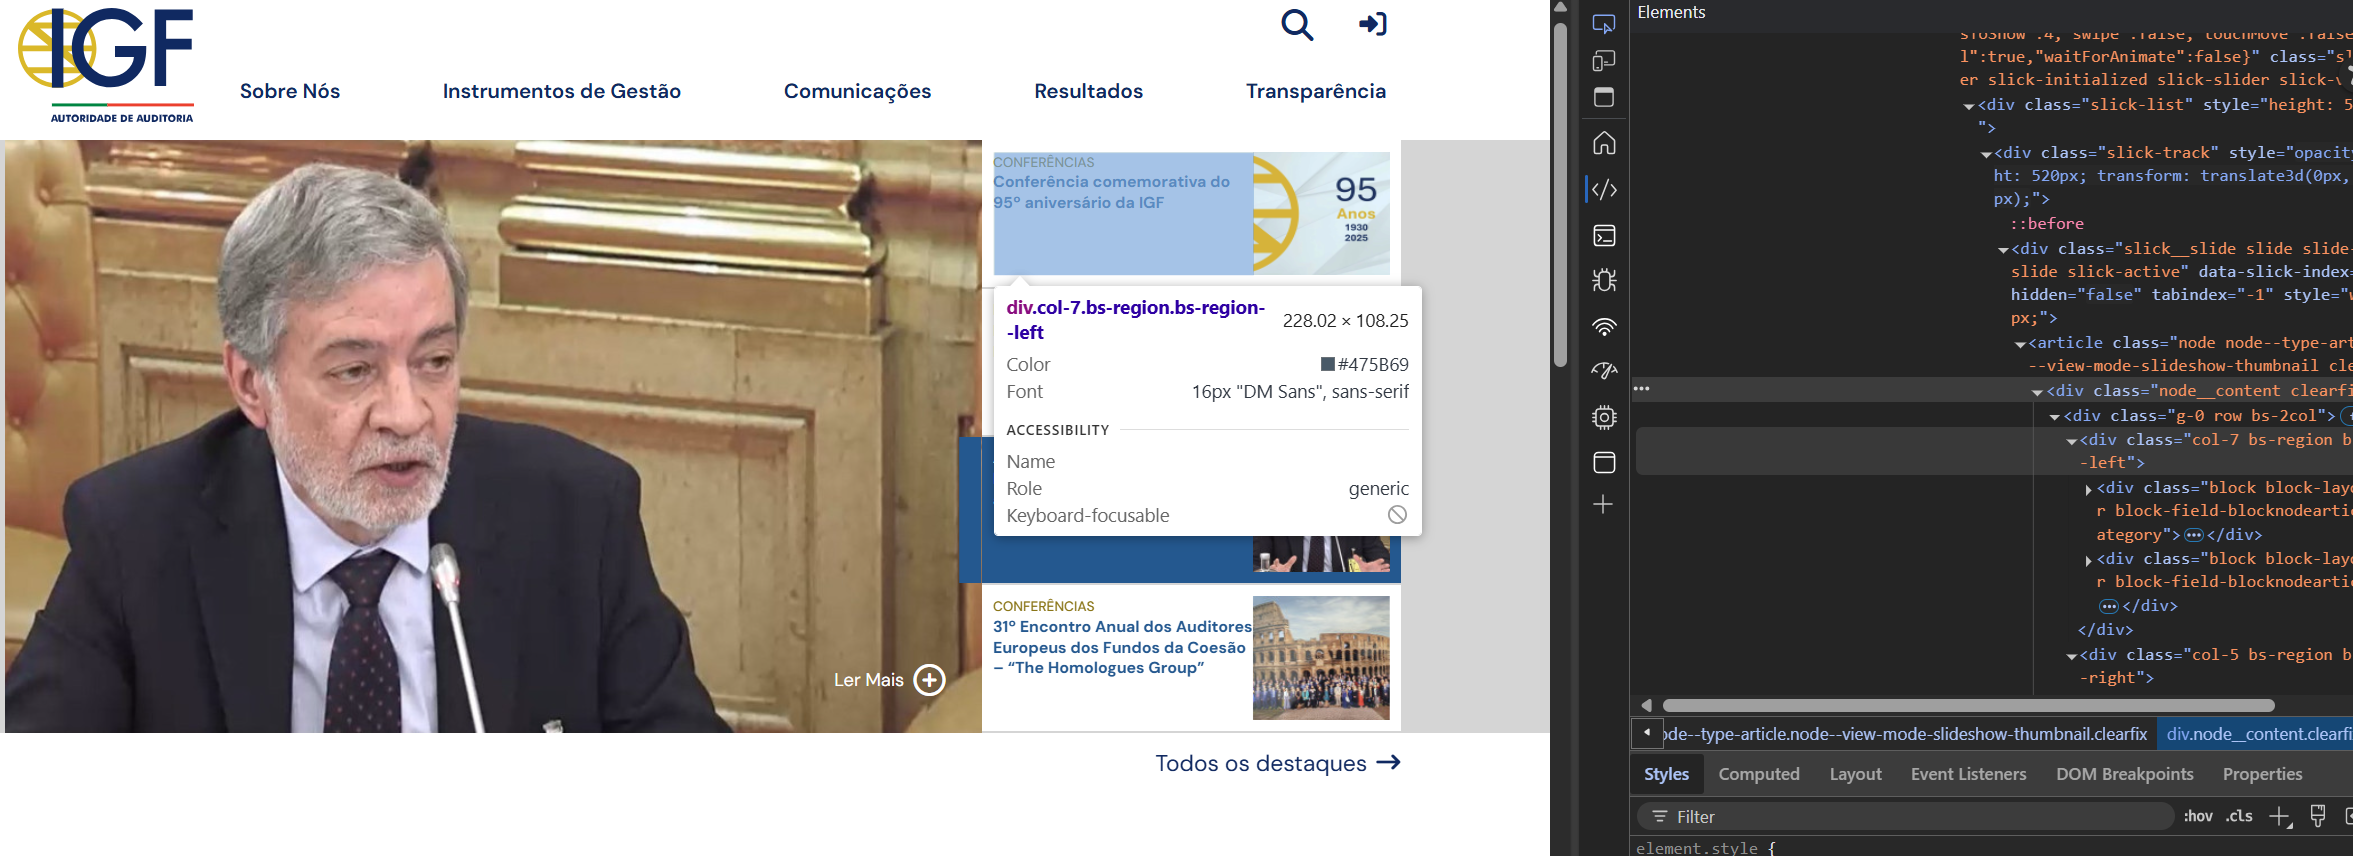 IGF
AUTORIDADE DE AUDITORIA
Sobre Nós
Instrumentos de Gestão
Comunicações
Resultados
Transparência
CONFERÊNCIAS
Conferência comemorativa do
95º aniversário da IGF
95
Anos
1930
2025
div.col-7.bs-region.bs-region-
-left
228.02 × 108.25
Color
#475B69
Font
16px "DM Sans", sans-serif
ACCESSIBILITY
Name
Role
generic
Keyboard-focusable
CONFERÊNCIAS
31º Encontro Anual dos Auditores
Europeus dos Fundos da Coesão
– “The Homologues Group”
Ler Mais
Todos os destaques
Elements
l":true,"waitForAnimate":false}" class="sl
er slick-initialized slick-slider slick-v
<div class="slick-list" style="height: 5
">
<div class="slick-track" style="opacity
ht: 520px; transform: translate3d(0px,
px);">
::before
<div class="slick__slide slide slide-
slide slick-active" data-slick-index=
hidden="false" tabindex="-1" style="w
px;">
<article class="node node--type-art
--view-mode-slideshow-thumbnail cle
<div class="node__content clearfi
<div class="g-0 row bs-2col">
<div class="col-7 bs-region b
-left">
<div class="block block-layo
r block-field-blocknodeartic
ategory"> ••• </div>
<div class="block block-layo
r block-field-blocknodeartic
••• </div>
</div>
<div class="col-5 bs-region b
-right">
ode--type-article.node--view-mode-slideshow-thumbnail.clearfix
div.node__content.clearfi
Styles
Computed
Layout
Event Listeners
DOM Breakpoints
Properties
Filter
:hov
.cls
element.style {